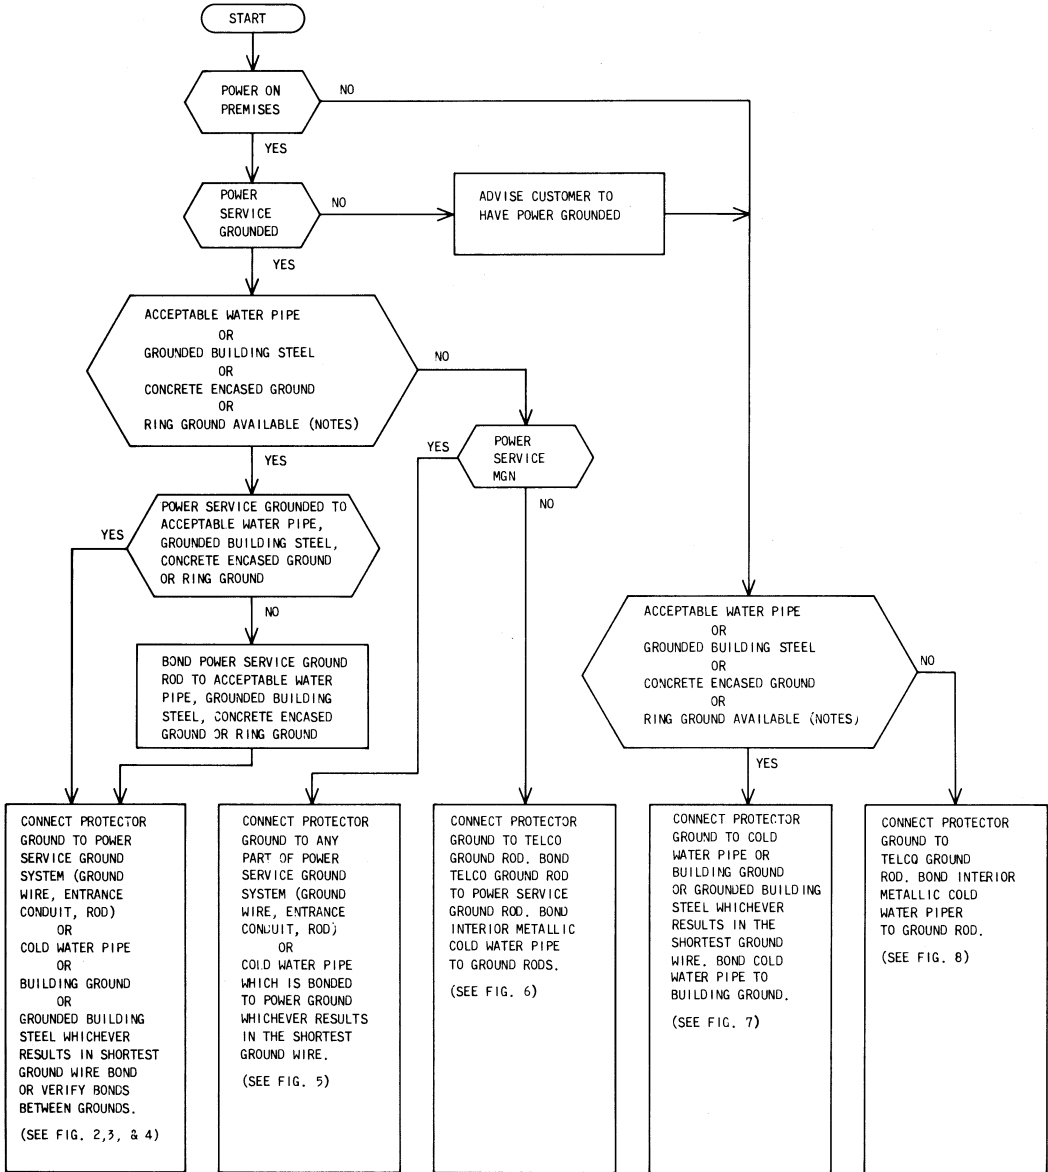 START
POWER ON
PREMISES
NO
YES
POWER
SERVICE
GROUNDED
NO
ADVISE CUSTOMER TO
HAVE POWER GROUNDED
YES
ACCEPTABLE WATER PIPE
OR
GROUNDED BUILDING STEEL
OR
CONCRETE ENCASED GROUND
OR
RING GROUND AVAILABLE (NOTES)
NO
YES
YES
POWER
SERVICE
MGN
NO
POWER SERVICE GROUNDED TO
ACCEPTABLE WATER PIPE,
GROUNDED BUILDING STEEL,
CONCRETE ENCASED GROUND
OR RING GROUND
YES
NO
BOND POWER SERVICE GROUND
ROD TO ACCEPTABLE WATER
PIPE, GROUNDED BUILDING
STEEL, CONCRETE ENCASED
GROUND OR RING GROUND
ACCEPTABLE WATER PIPE
OR
GROUNDED BUILDING STEEL
OR
CONCRETE ENCASED GROUND
OR
RING GROUND AVAILABLE (NOTES)
NO
YES
CONNECT PROTECTOR
GROUND TO POWER
SERVICE GROUND
SYSTEM (GROUND
WIRE, ENTRANCE
CONDUIT, ROD)
OR
COLD WATER PIPE
OR
BUILDING GROUND
OR
GROUNDED BUILDING
STEEL WHICHEVER
RESULTS IN SHORTEST
GROUND WIRE BOND
OR VERIFY BONDS
BETWEEN GROUNDS.
(SEE FIG. 2,3, & 4)
CONNECT PROTECTOR
GROUND TO ANY
PART OF POWER
SERVICE GROUND
SYSTEM (GROUND
WIRE, ENTRANCE
CONDUIT, ROD)
OR
COLD WATER PIPE
WHICH IS BONDED
TO POWER GROUND
WHICHEVER RESULTS
IN THE SHORTEST
GROUND WIRE.
(SEE FIG. 5)
CONNECT PROTECTOR
GROUND TO TELCO
GROUND ROD. BOND
TELCO GROUND ROD
TO POWER SERVICE
GROUND ROD. BOND
INTERIOR METALLIC
COLD WATER PIPE
TO GROUND RODS.
(SEE FIG. 6)
CONNECT PROTECTOR
GROUND TO COLD
WATER PIPE OR
BUILDING GROUND
OR GROUNDED BUILDING
STEEL WHICHEVER
RESULTS IN THE
SHORTEST GROUND
WIRE. BOND COLD
WATER PIPE TO
BUILDING GROUND.
(SEE FIG. 7)
CONNECT PROTECTOR
GROUND TO
TELCO GROUND
ROD. BOND INTERIOR
METALLIC COLD
WATER PIPER
TO GROUND ROD.
(SEE FIG. 8)